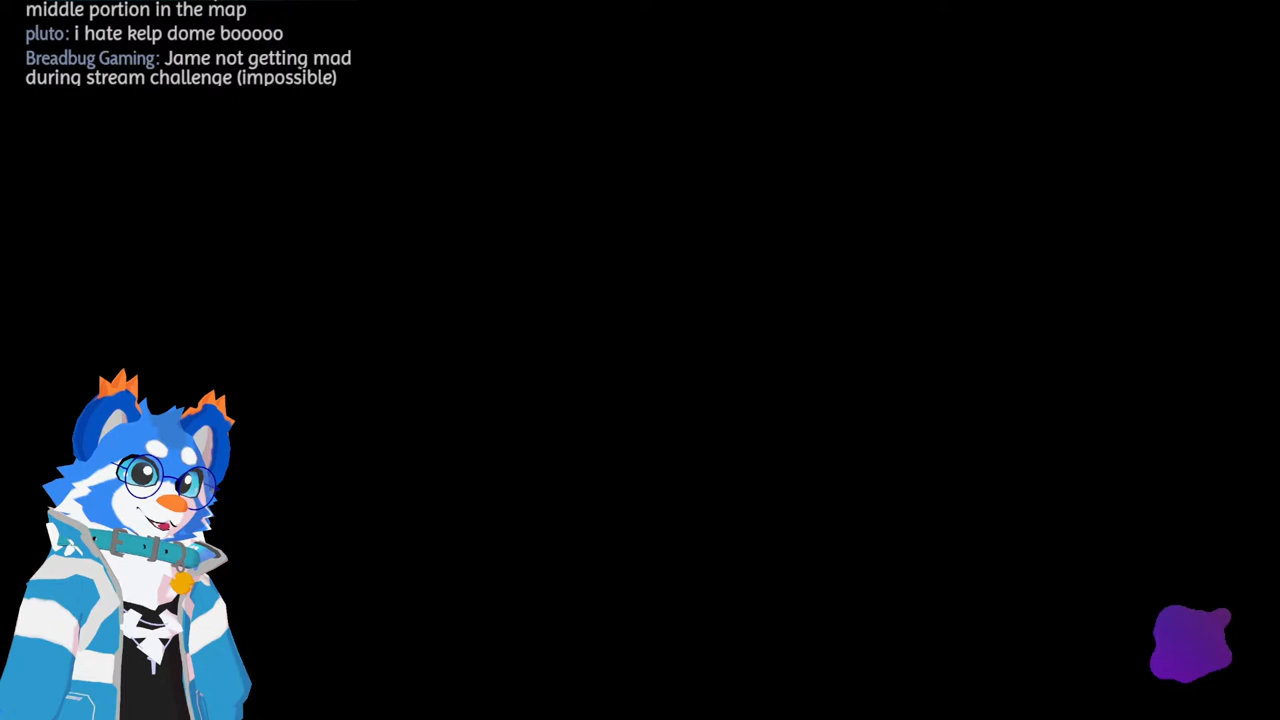 middle portion in the map
pluto: i hate kelp dome booooo
Breadbug Gaming: Jame not getting mad
during stream challenge (impossible)